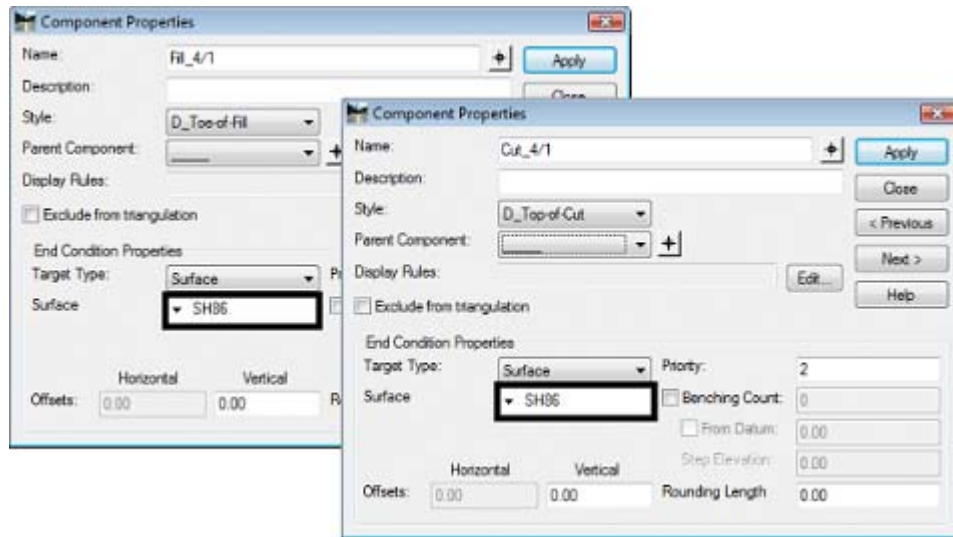 Component Properties
Name: Fill_4/1
Apply
Description:
Close
Style: D_Toe-of-Fill
Parent Component:
Display Rules:
Exclude from triangulation
End Condition Properties
Target Type: Surface
Surface SH86
Horizontal Vertical
Offsets: 0.00 0.00
Component Properties
Name: Cut_4/1
Apply
Description:
Close
Style: D_Top-of-Cut
< Previous
Parent Component:
Next >
Display Rules: Edit...
Help
Exclude from triangulation
End Condition Properties
Target Type: Surface Priority: 2
Surface SH86 Benching Count: 0
From Datum: 0.00
Step Elevation: 0.00
Horizontal Vertical
Offsets: 0.00 0.00 Rounding Length 0.00